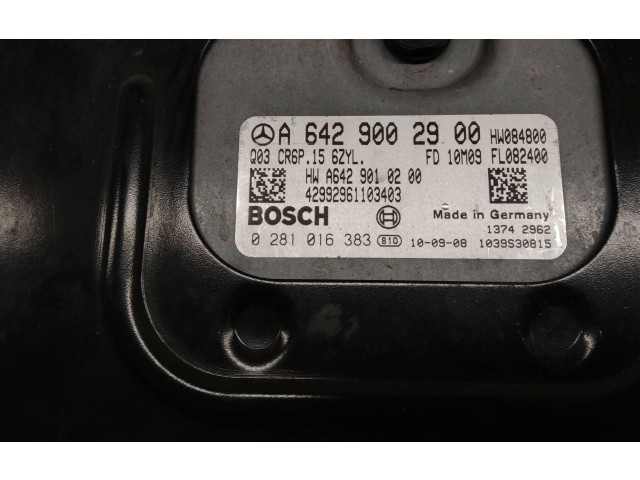 A 642 900 29 00 HW084800
Q03 CR6P.15 6ZYL. FD 10M09 FL082400
HW A642 901 02 00
42992961103403
BOSCH Made in Germany
1374 2962
0 281 016 383 810 10-09-08 1039S30815